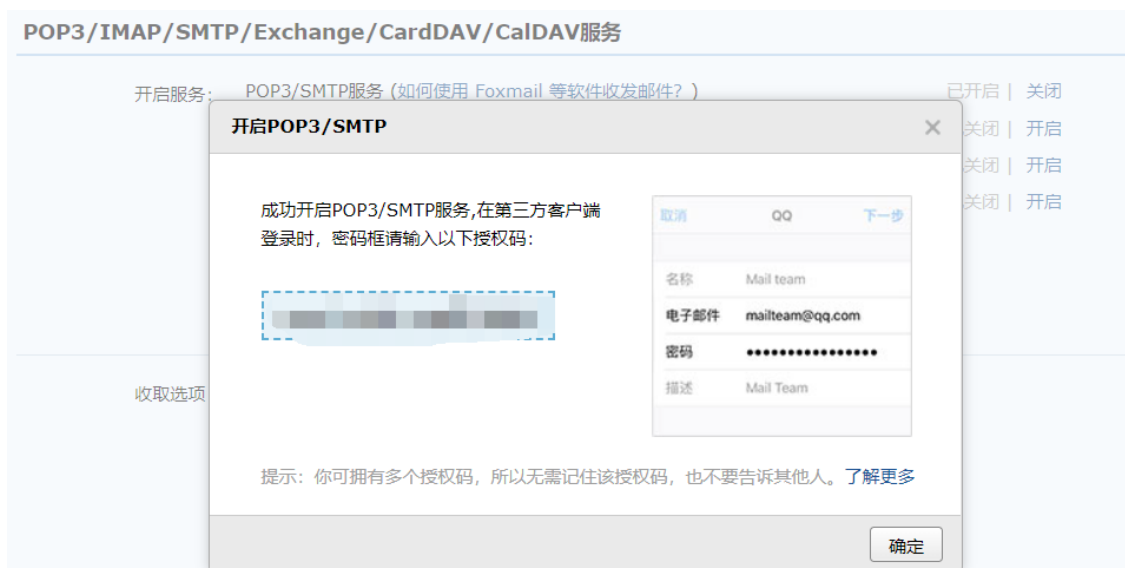 POP3/IMAP/SMTP/Exchange/CardDAV/CalDAV服务
开启服务: POP3/SMTP服务 (如何使用 Foxmail 等软件收发邮件? ) 已开启 | 关闭
开启POP3/SMTP ×
关闭 | 开启
关闭 | 开启
关闭 | 开启
成功开启POP3/SMTP服务,在第三方客户端
登录时，密码框请输入以下授权码:
取消 QQ 下一步
名称 Mail team
电子邮件 mailteam@qq.com
密码 ••••••••••••••••
描述 Mail Team
收取选项
提示：你可拥有多个授权码，所以无需记住该授权码，也不要告诉其他人。了解更多
确定